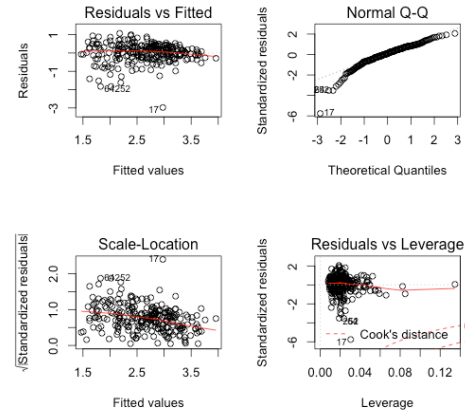 Residuals vs Fitted
Residuals
1
-1
-3
64252
17
1.5
2.5
3.5
Fitted values
Normal Q-Q
Standardized residuals
2
-2
-6
17
-3
-2
-1
0
1
2
3
Theoretical Quantiles
Scale-Location
√|Standardized residuals|
2.0
1.0
0.0
64252
17
1.5
2.5
3.5
Fitted values
Residuals vs Leverage
Standardized residuals
2
-2
-6
17
Cook's distance
0.00
0.04
0.08
0.12
Leverage